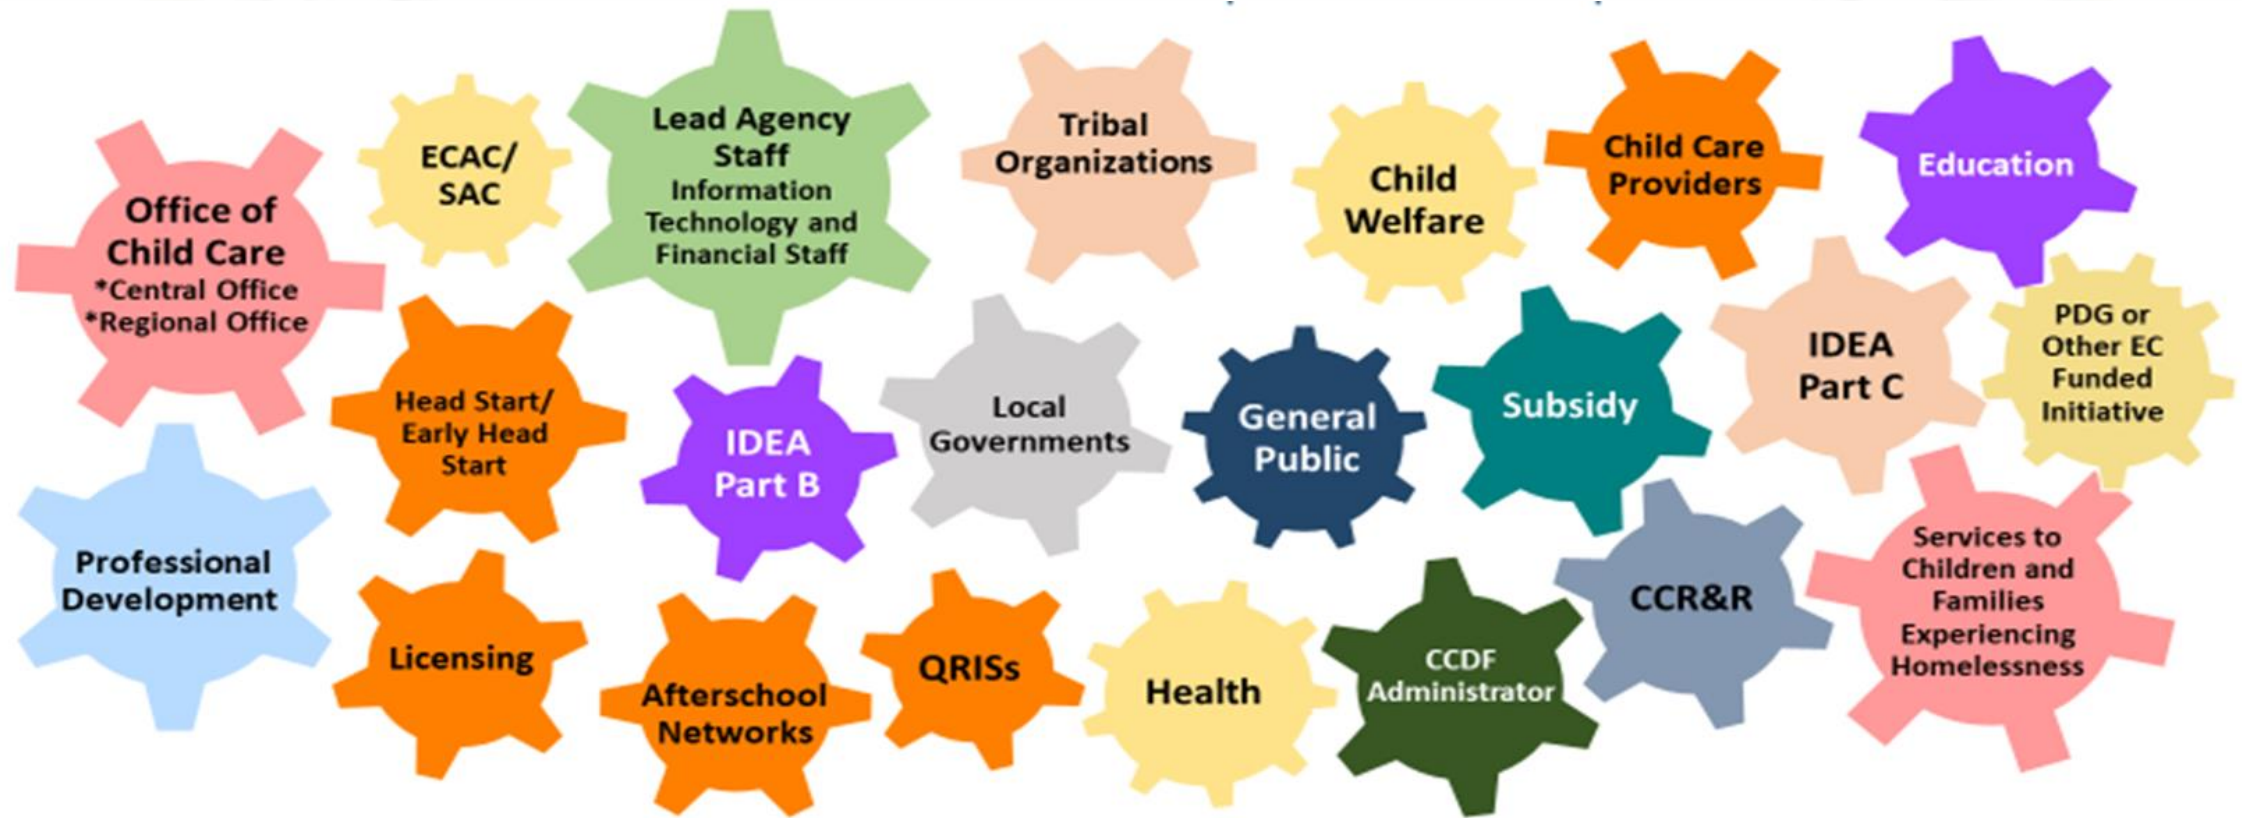 Office of
Child Care
*Central Office
*Regional Office
ECAC/
SAC
Lead Agency
Staff
Information
Technology and
Financial Staff
Tribal
Organizations
Child
Welfare
Child Care
Providers
Education
Head Start/
Early Head
Start
IDEA
Part B
Local
Governments
General
Public
Subsidy
IDEA
Part C
PDG or
Other EC
Funded
Initiative
Professional
Development
Licensing
Afterschool
Networks
QRISs
Health
CCDF
Administrator
CCR&R
Services to
Children and
Families
Experiencing
Homelessness